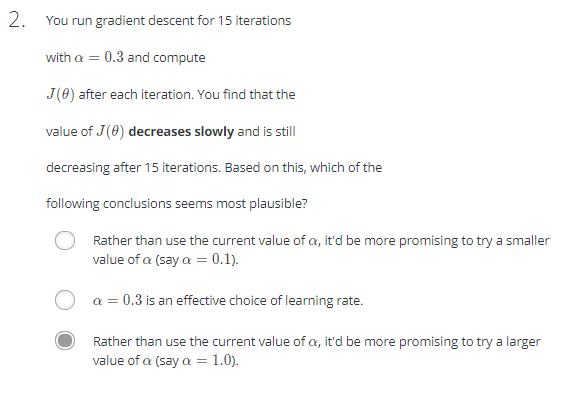 2. You run gradient descent for 15 iterations
with α = 0.3 and compute
J(θ) after each iteration. You find that the
value of J(θ) decreases slowly and is still
decreasing after 15 iterations. Based on this, which of the
following conclusions seems most plausible?
Rather than use the current value of α, it'd be more promising to try a smaller
value of α (say α = 0.1).
α = 0.3 is an effective choice of learning rate.
Rather than use the current value of α, it'd be more promising to try a larger
value of α (say α = 1.0).